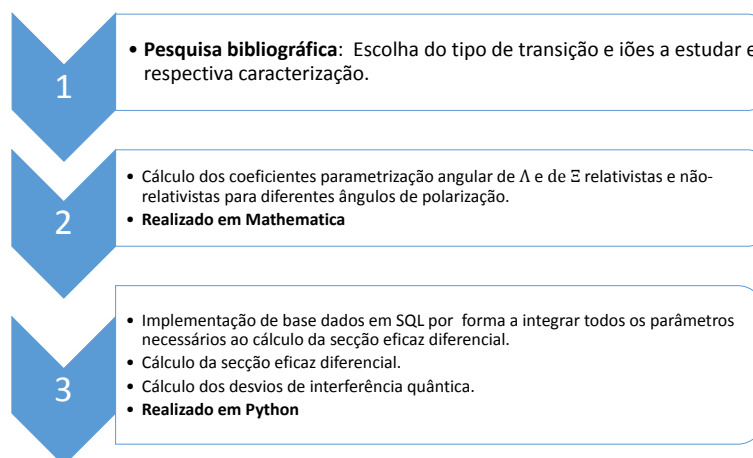 1
• Pesquisa bibliográfica: Escolha do tipo de transição e iões a estudar e
respectiva caracterização.
2
• Cálculo dos coeficientes parametrização angular de Λ e de Ξ relativistas e não-
relativistas para diferentes ângulos de polarização.
• Realizado em Mathematica
3
• Implementação de base dados em SQL por forma a integrar todos os parâmetros
necessários ao cálculo da secção eficaz diferencial.
• Cálculo da secção eficaz diferencial.
• Cálculo dos desvios de interferência quântica.
• Realizado em Python